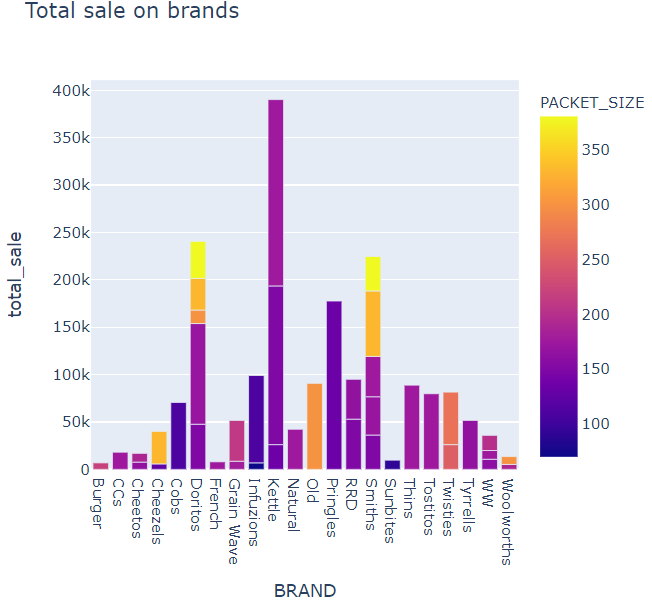 Total sale on brands
PACKET_SIZE
400k
350k
300k
250k
200k
150k
100k
50k
0
350
300
250
200
150
100
total_sale
Burger
CCs
Cheetos
Cheezels
Cobs
Doritos
French
Grain Wave
Infuzions
Kettle
Natural
Old
Pringles
RRD
Smiths
Sunbites
Thins
Tostitos
Twisties
Tyrrells
WW
Woolworths
BRAND